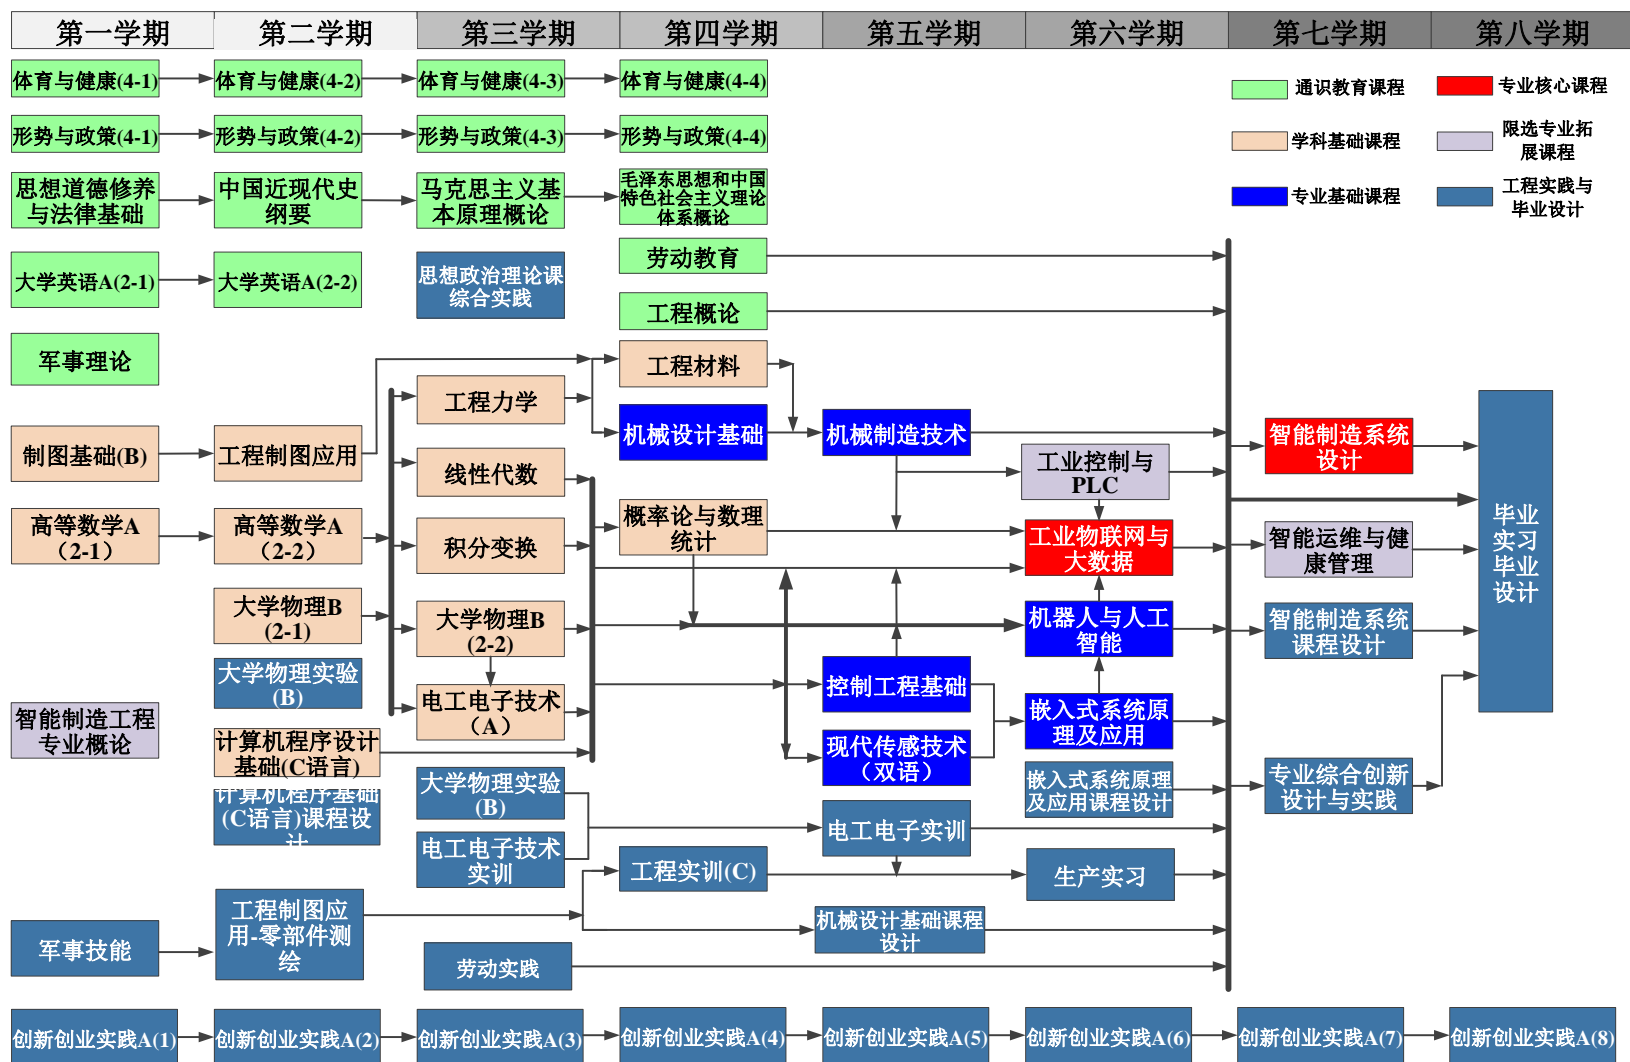 第一学期
第二学期
第三学期
第四学期
第五学期
第六学期
第七学期
第八学期
体育与健康(4-1)
体育与健康(4-2)
体育与健康(4-3)
体育与健康(4-4)
通识教育课程
专业核心课程
形势与政策(4-1)
形势与政策(4-2)
形势与政策(4-3)
形势与政策(4-4)
学科基础课程
限选专业拓
展课程
思想道德修养
与法律基础
中国近现代史
纲要
马克思主义基
本原理概论
毛泽东思想和中国
特色社会主义理论
体系概论
专业基础课程
工程实践与
毕业设计
大学英语A(2-1)
大学英语A(2-2)
思想政治理论课
综合实践
劳动教育
工程概论
军事理论
工程材料
工程力学
机械设计基础
机械制造技术
智能制造系统
设计
制图基础(B)
工程制图应用
线性代数
工业控制与
PLC
高等数学A
（2-1）
高等数学A
（2-2）
积分变换
概率论与数理
统计
工业物联网与
大数据
智能运维与健
康管理
毕业
实习
毕业
设计
大学物理B
(2-1)
大学物理B
(2-2)
机器人与人工
智能
智能制造系统
课程设计
大学物理实验
(B)
电工电子技术
（A）
控制工程基础
嵌入式系统原
理及应用
智能制造工程
专业概论
计算机程序设计
基础(C语言)
现代传感技术
（双语）
大学物理实验
(B)
嵌入式系统原理
及应用课程设计
专业综合创新
设计与实践
计算机程序基础
(C语言)课程设
计
电工电子技术
实训
电工电子实训
工程实训(C)
生产实习
工程制图应
用-零部件测
绘
机械设计基础课程
设计
军事技能
劳动实践
创新创业实践A(1)
创新创业实践A(2)
创新创业实践A(3)
创新创业实践A(4)
创新创业实践A(5)
创新创业实践A(6)
创新创业实践A(7)
创新创业实践A(8)